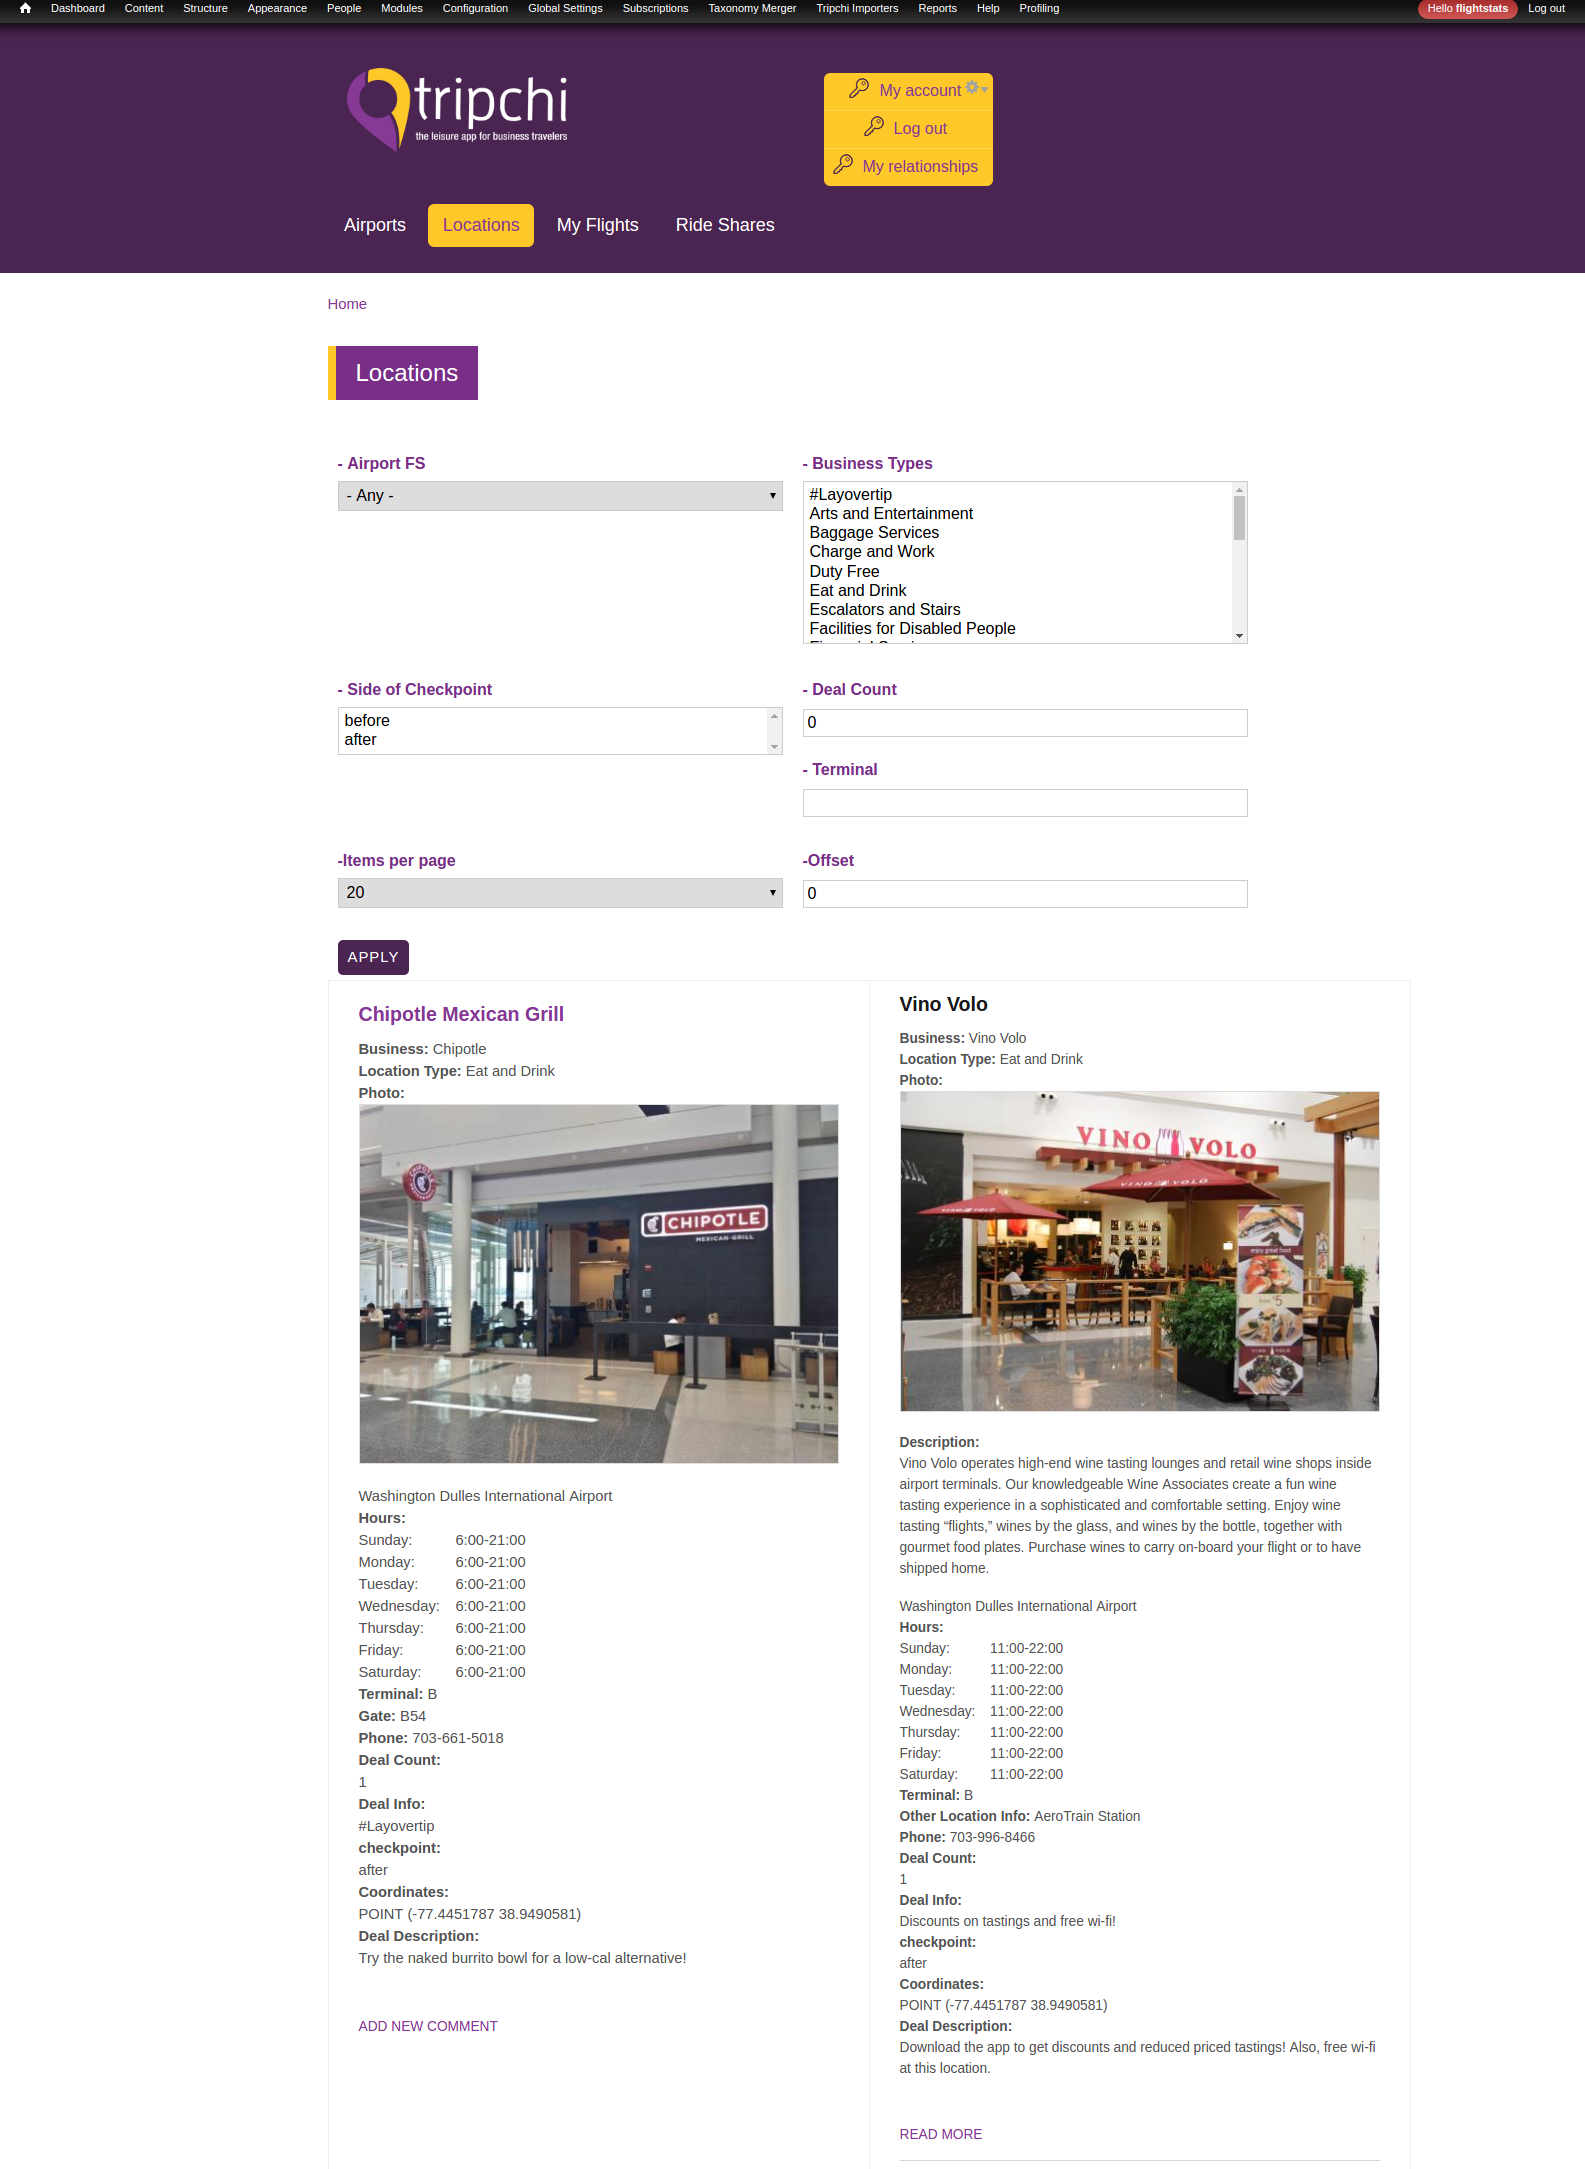 Dashboard Content Structure Appearance People Modules Configuration Global Settings Subscriptions Taxonomy Merger Tripchi Importers Reports Help Profiling Hello flightstats Log out
tripchi
the leisure app for business travelers
My account
Log out
My relationships
Airports Locations My Flights Ride Shares
Home
Locations
- Airport FS
- Any -
- Business Types
#Layovertip
Arts and Entertainment
Baggage Services
Charge and Work
Duty Free
Eat and Drink
Escalators and Stairs
Facilities for Disabled People
- Side of Checkpoint
before
after
- Deal Count
0
- Terminal
-Items per page
20
-Offset
0
APPLY
Chipotle Mexican Grill
Business: Chipotle
Location Type: Eat and Drink
Photo:
CHIPOTLE
CHIPOTLE
MEXICAN GRILL
Washington Dulles International Airport
Hours:
Sunday: 6:00-21:00
Monday: 6:00-21:00
Tuesday: 6:00-21:00
Wednesday: 6:00-21:00
Thursday: 6:00-21:00
Friday: 6:00-21:00
Saturday: 6:00-21:00
Terminal: B
Gate: B54
Phone: 703-661-5018
Deal Count:
1
Deal Info:
#Layovertip
checkpoint:
after
Coordinates:
POINT (-77.4451787 38.9490581)
Deal Description:
Try the naked burrito bowl for a low-cal alternative!
ADD NEW COMMENT
Vino Volo
Business: Vino Volo
Location Type: Eat and Drink
Photo:
VINO VOLO
VINO VOLO
VINO VOLO
enjoy great food
$5
VINO VOLO
Description:
Vino Volo operates high-end wine tasting lounges and retail wine shops inside
airport terminals. Our knowledgeable Wine Associates create a fun wine
tasting experience in a sophisticated and comfortable setting. Enjoy wine
tasting “flights,” wines by the glass, and wines by the bottle, together with
gourmet food plates. Purchase wines to carry on-board your flight or to have
shipped home.
Washington Dulles International Airport
Hours:
Sunday: 11:00-22:00
Monday: 11:00-22:00
Tuesday: 11:00-22:00
Wednesday: 11:00-22:00
Thursday: 11:00-22:00
Friday: 11:00-22:00
Saturday: 11:00-22:00
Terminal: B
Other Location Info: AeroTrain Station
Phone: 703-996-8466
Deal Count:
1
Deal Info:
Discounts on tastings and free wi-fi!
checkpoint:
after
Coordinates:
POINT (-77.4451787 38.9490581)
Deal Description:
Download the app to get discounts and reduced priced tastings! Also, free wi-fi
at this location.
READ MORE